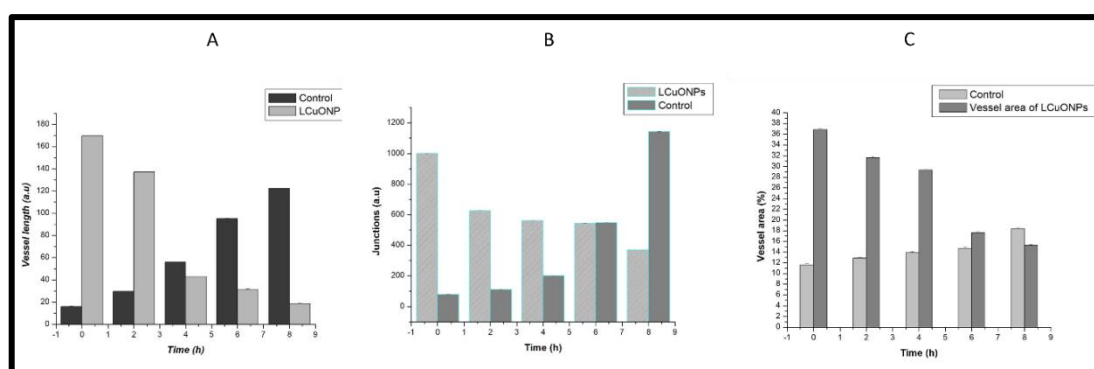 A
B
C
Control
LCuONP
Vessel length (a.u)
180
160
140
120
100
80
60
40
20
0
-1 0 1 2 3 4 5 6 7 8 9
Time (h)
LCuONPs
Control
Junctions (a.u)
1200
1000
800
600
400
200
0
-1 0 1 2 3 4 5 6 7 8 9
Time (h)
Control
Vessel area of LCuONPs
Vessel area (%)
40
38
36
34
32
30
28
26
24
22
20
18
16
14
12
10
8
6
4
2
0
-1 0 1 2 3 4 5 6 7 8 9
Time (h)